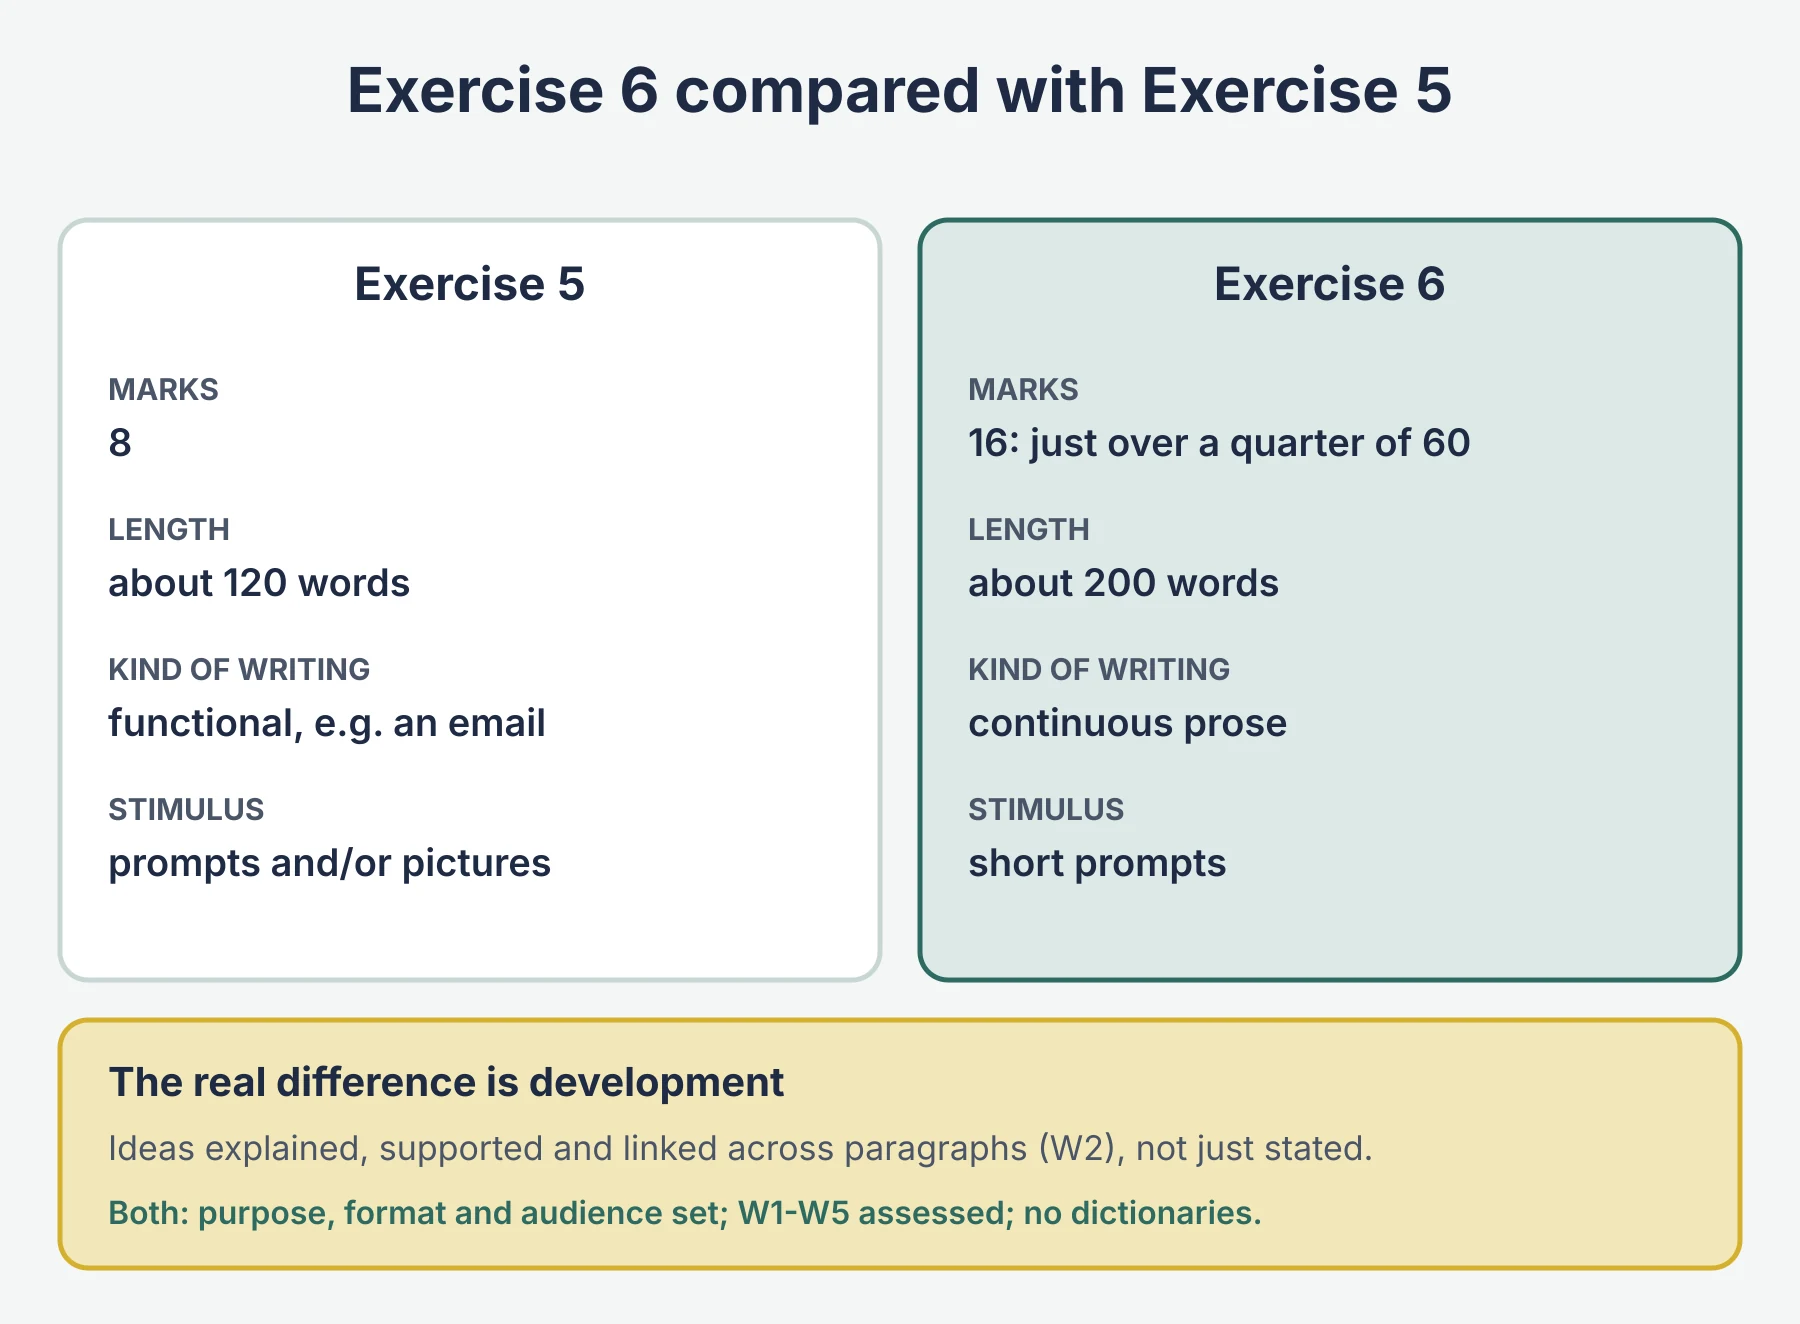 Exercise 6 compared with Exercise 5
Exercise 5
MARKS
8
LENGTH
about 120 words
KIND OF WRITING
functional, e.g. an email
STIMULUS
prompts and/or pictures
Exercise 6
MARKS
16: just over a quarter of 60
LENGTH
about 200 words
KIND OF WRITING
continuous prose
STIMULUS
short prompts
The real difference is development
Ideas explained, supported and linked across paragraphs (W2), not just stated.
Both: purpose, format and audience set; W1-W5 assessed; no dictionaries.